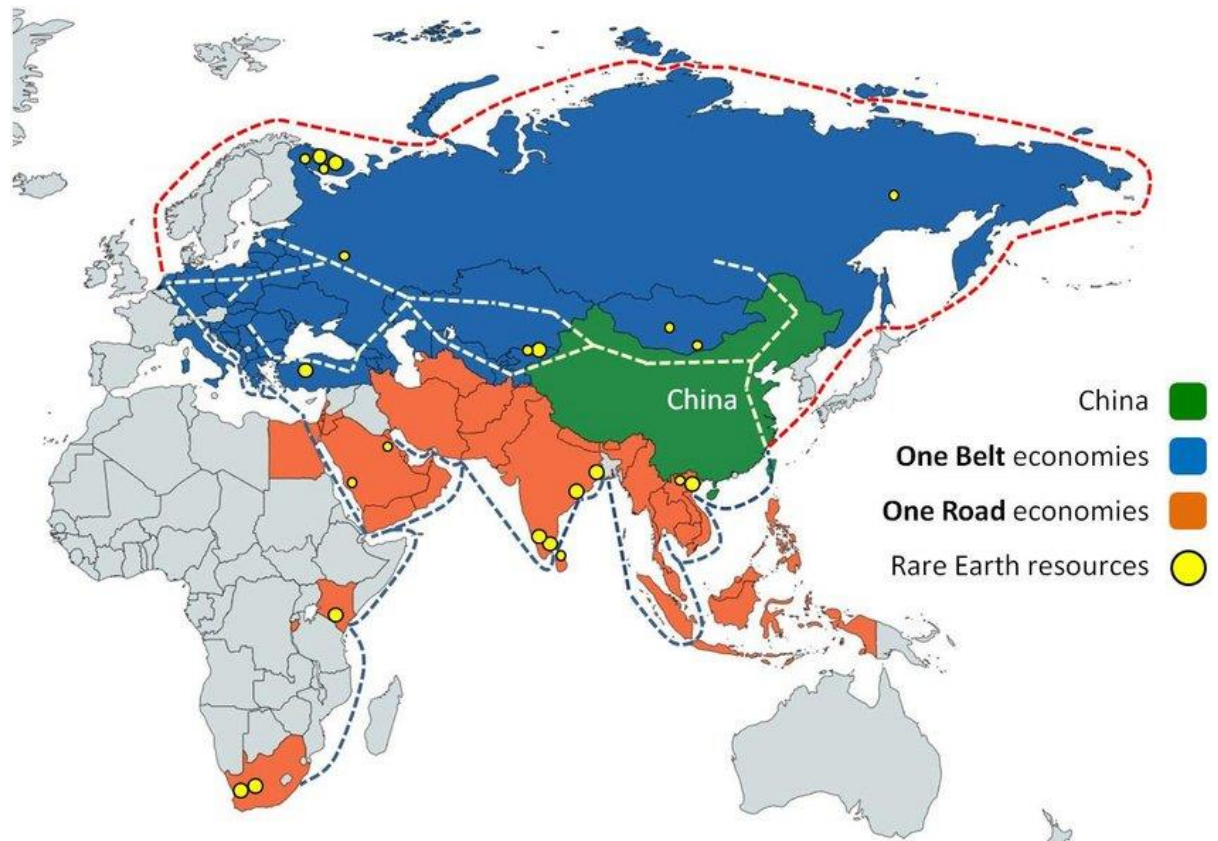 China
China
One Belt economies
One Road economies
Rare Earth resources